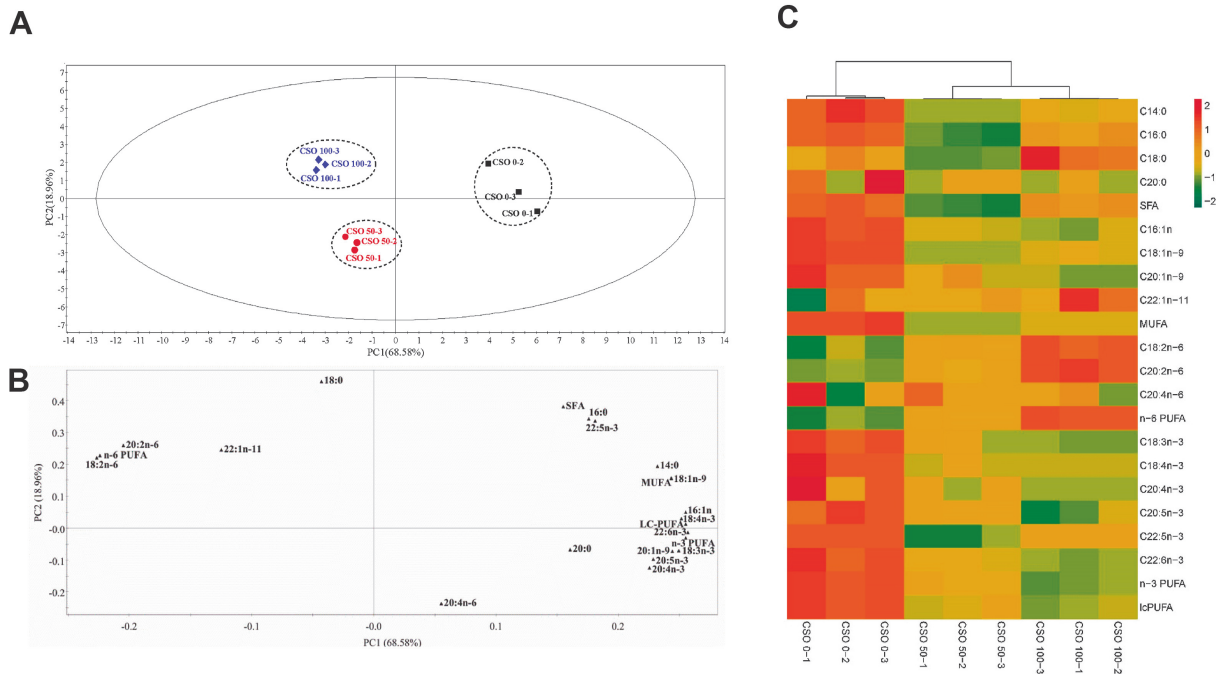 A
7
6
5
4
3
2
1
0
-1
-2
-3
-4
-5
-6
-7
PC2(18.96%)
CSO 100-3
CSO 100-2
CSO 100-1
CSO 0-2
CSO 0-3
CSO 0-1
CSO 50-3
CSO 50-2
CSO 50-1
-14 -13 -12 -11 -10 -9 -8 -7 -6 -5 -4 -3 -2 -1 0 1 2 3 4 5 6 7 8 9 10 11 12 13 14
PC1(68.58%)
B
0.4
0.3
0.2
0.1
-0.0
-0.1
-0.2
PC2 (18.96%)
18:0
SFA
16:0
22:5n-3
20:2n-6
n-6 PUFA
18:2n-6
22:1n-11
14:0
18:1n-9
MUFA
16:1n
18:4n-3
LC-PUFA
22:6n-3
n-3 PUFA
20:0
20:1n-9
18:3n-3
20:5n-3
20:4n-3
20:4n-6
-0.2 -0.1 -0.0 0.1 0.2
PC1 (68.58%)
C
C14:0
C16:0
C18:0
C20:0
SFA
C16:1n
C18:1n-9
C20:1n-9
C22:1n-11
MUFA
C18:2n-6
C20:2n-6
C20:4n-6
n-6 PUFA
C18:3n-3
C18:4n-3
C20:4n-3
C20:5n-3
C22:5n-3
C22:6n-3
n-3 PUFA
lcPUFA
CSO 0-1
CSO 0-2
CSO 0-3
CSO 50-1
CSO 50-2
CSO 50-3
CSO 100-3
CSO 100-1
CSO 100-2
2
1
0
-1
-2